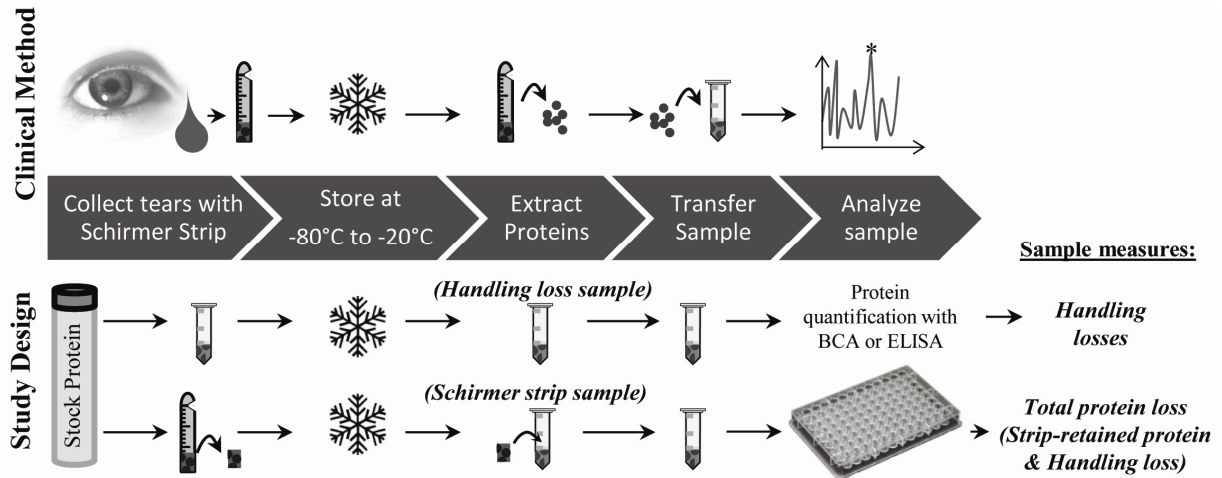 Clinical Method
*
Collect tears with
Schirmer Strip
Store at
-80°C to -20°C
Extract
Proteins
Transfer
Sample
Analyze
sample
Sample measures:
Study Design
Stock Protein
(Handling loss sample)
Protein
quantification with
BCA or ELISA
Handling
losses
(Schirmer strip sample)
Total protein loss
(Strip-retained protein
& Handling loss)